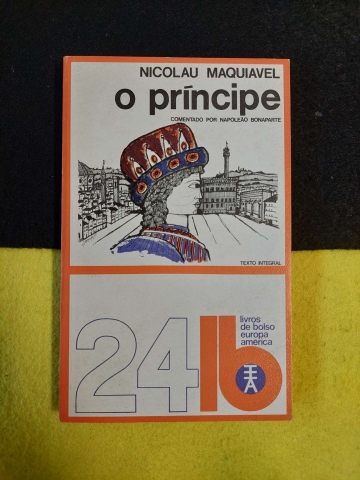 NICOLAU MAQUIAVEL
o príncipe
COMENTADO POR NAPOLEÃO BONAPARTE
TEXTO INTEGRAL
24 lb
livros
de bolso
europa
américa